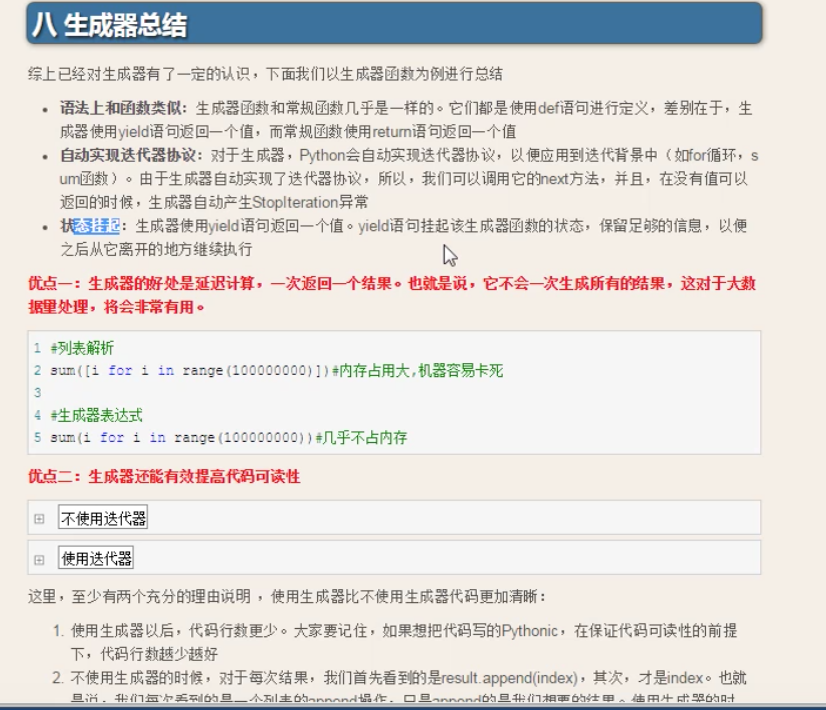 八 生成器总结
综上已经对生成器有了一定的认识，下面我们以生成器函数为例进行总结
• 语法上和函数类似：生成器函数和常规函数几乎是一样的。它们都是使用def语句进行定义，差别在于，生
成器使用yield语句返回一个值，而常规函数使用return语句返回一个值
• 自动实现迭代器协议：对于生成器，Python会自动实现迭代器协议，以便应用到迭代背景中（如for循环，s
um函数）。由于生成器自动实现了迭代器协议，所以，我们可以调用它的next方法，并且，在没有值可以
返回的时候，生成器自动产生StopIteration异常
• 状态挂起：生成器使用yield语句返回一个值。yield语句挂起该生成器函数的状态，保留足够的信息，以便
之后从它离开的地方继续执行
优点一：生成器的好处是延迟计算，一次返回一个结果。也就是说，它不会一次生成所有的结果，这对于大数
据量处理，将会非常有用。
1 #列表解析
2 sum([i for i in range(100000000)])#内存占用大,机器容易卡死
3
4 #生成器表达式
5 sum(i for i in range(100000000))#几乎不占内存
优点二：生成器还能有效提高代码可读性
不使用迭代器
使用迭代器
这里，至少有两个充分的理由说明 ，使用生成器比不使用生成器代码更加清晰：
1. 使用生成器以后，代码行数更少。大家要记住，如果想把代码写的Pythonic，在保证代码可读性的前提
下，代码行数越少越好
2. 不使用生成器的时候，对于每次结果，我们首先看到的是result.append(index)，其次，才是index。也就
是说，我们每次看到的是一个列表的append操作，只是append的是我们想要的结果。使用生成器的时